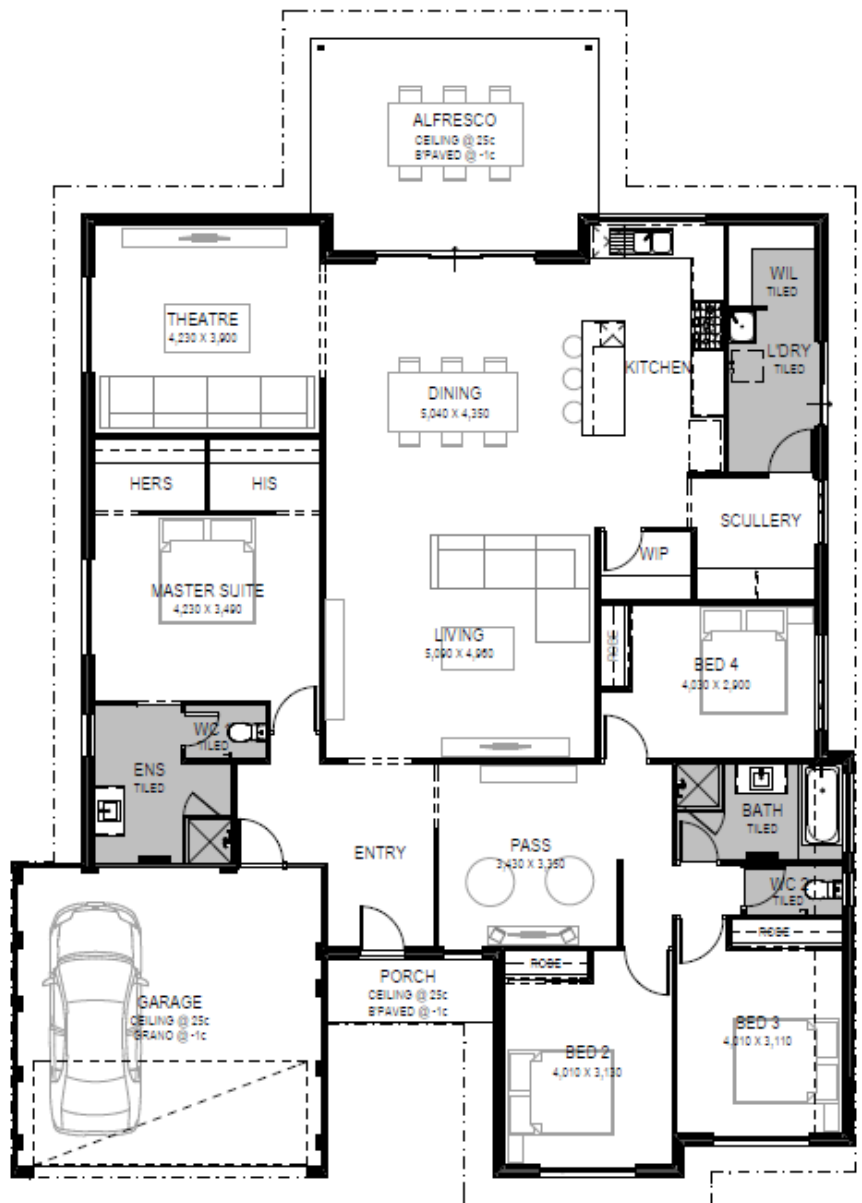 ALFRESCO
CEILING @ 25c
B'PAVED @ -1c
THEATRE
4,230 X 3,900
WIL
TILED
L'DRY
TILED
KITCHEN
DINING
5,040 X 4,350
HERS
HIS
SCULLERY
WIP
MASTER SUITE
4,230 X 3,490
LIVING
5,090 X 4,960
ROBE
BED 4
4,030 X 2,900
WC
TILED
ENS
TILED
BATH
TILED
ENTRY
PASS
3,430 X 3,350
WC 2
TILED
ROBE
ROBE
PORCH
CEILING @ 25c
B'PAVED @ -1c
GARAGE
CEILING @ 25c
GRANO @ -1c
BED 2
4,010 X 3,130
BED 3
4,010 X 3,110